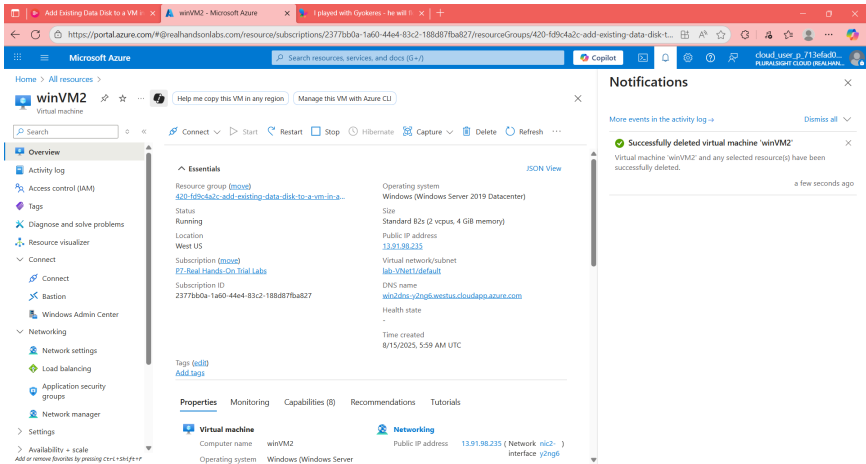 Add Existing Data Disk to a VM i
winVM2 - Microsoft Azure
I played with Gyokeres - he will fi
https://portal.azure.com/#@realhandsonlabs.com/resource/subscriptions/2377bb0a-1a60-44e4-83c2-188d87fba827/resourceGroups/420-fd9c4a2c-add-existing-data-disk-t...
Microsoft Azure
Search resources, services, and docs (G+/)
Copilot
cloud_user_p_713efad0...
PLURALSIGHT CLOUD (REALHAN...
Home > All resources >
winVM2
Virtual machine
Help me copy this VM in any region
Manage this VM with Azure CLI
Search
Connect
Start
Restart
Stop
Hibernate
Capture
Delete
Refresh
Overview
Activity log
Access control (IAM)
Tags
Diagnose and solve problems
Resource visualizer
Connect
Connect
Bastion
Windows Admin Center
Networking
Network settings
Load balancing
Application security
groups
Network manager
Settings
Availability + scale
Add or remove favorites by pressing Ctrl+Shift+F
Essentials
JSON View
Resource group (move)
420-fd9c4a2c-add-existing-data-disk-to-a-vm-in-a...
Status
Running
Location
West US
Subscription (move)
P7-Real Hands-On Trial Labs
Subscription ID
2377bb0a-1a60-44e4-83c2-188d87fba827
Operating system
Windows (Windows Server 2019 Datacenter)
Size
Standard B2s (2 vcpus, 4 GiB memory)
Public IP address
13.91.98.235
Virtual network/subnet
lab-VNet1/default
DNS name
win2dns-y2ng6.westus.cloudapp.azure.com
Health state
-
Time created
8/15/2025, 5:59 AM UTC
Tags (edit)
Add tags
Properties
Monitoring
Capabilities (8)
Recommendations
Tutorials
Virtual machine
Computer name winVM2
Operating system Windows (Windows Server
Networking
Public IP address 13.91.98.235 ( Network nic2- )
interface y2ng6
Notifications
More events in the activity log →
Dismiss all
Successfully deleted virtual machine 'winVM2'
Virtual machine 'winVM2' and any selected resource(s) have been
successfully deleted.
a few seconds ago